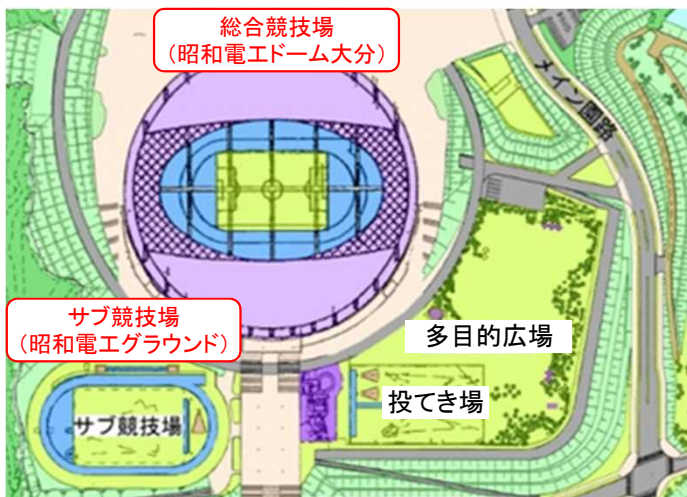 総合競技場
（昭和電工ドーム大分）
メイン園路
サブ競技場
（昭和電工グラウンド）
多目的広場
投てき場
サブ競技場